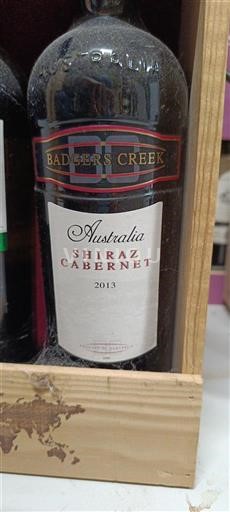 BADGERS CREEK
Australia
SHIRAZ
CABERNET
2013